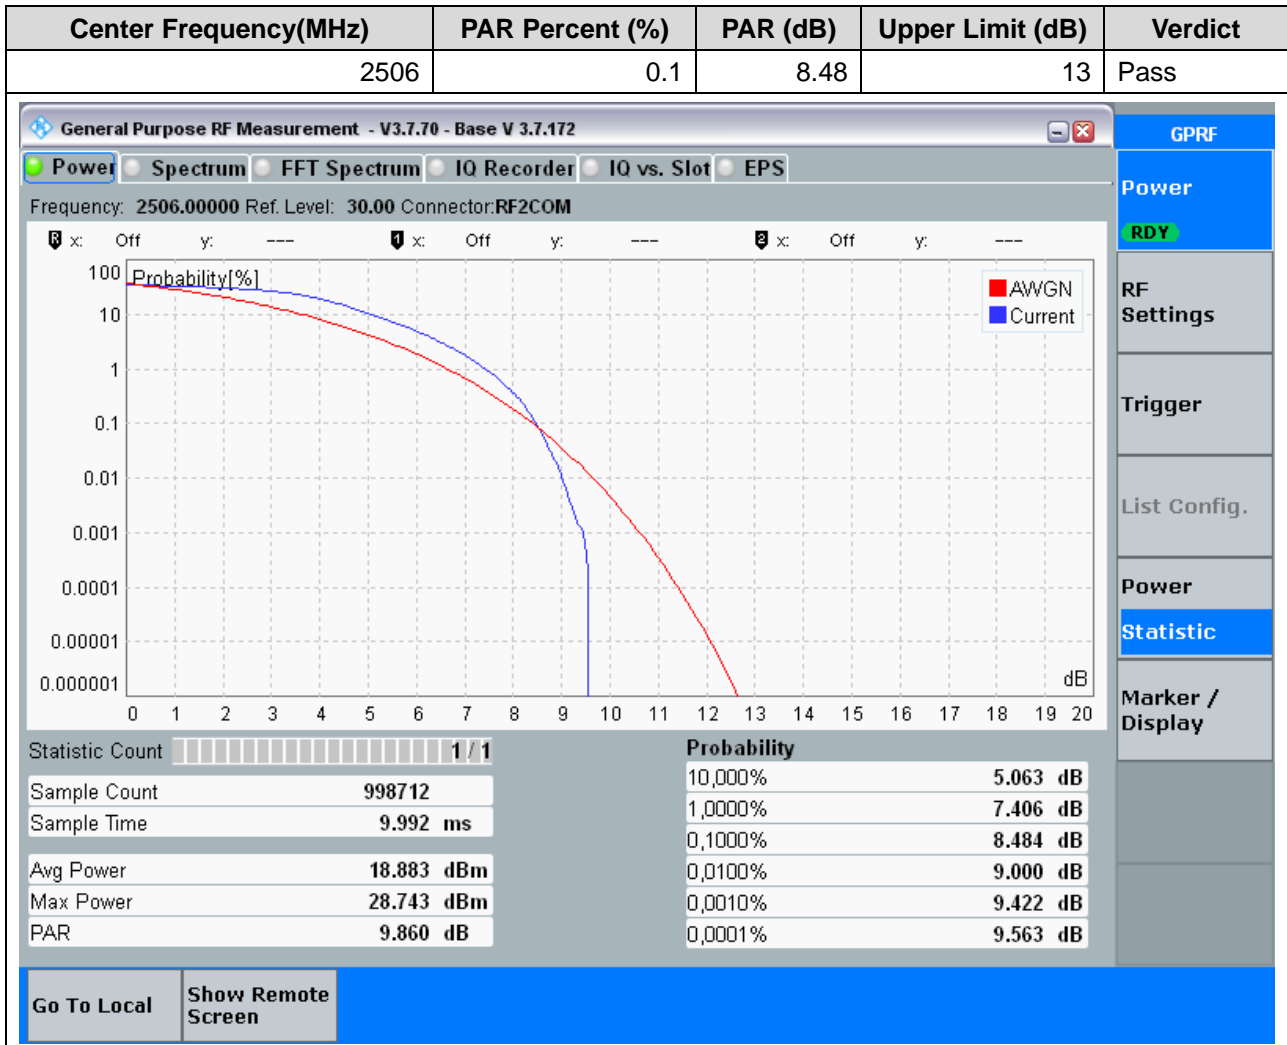 Center Frequency(MHz) PAR Percent (%) PAR (dB) Upper Limit (dB) Verdict
2506 0.1 8.48 13 Pass
General Purpose RF Measurement - V3.7.70 - Base V 3.7.172
GPRF
Power Spectrum FFT Spectrum IQ Recorder IQ vs. Slot EPS
Power
RDY
Frequency: 2506.00000 Ref. Level: 30.00 Connector:RF2COM
R x: Off y: --- 1 x: Off y: --- 2 x: Off y: ---
Probability[%]
AWGN
Current
100
10
1
0.1
0.01
0.001
0.0001
0.00001
0.000001
dB
0 1 2 3 4 5 6 7 8 9 10 11 12 13 14 15 16 17 18 19 20
RF
Settings
Trigger
List Config.
Power
Statistic
Marker /
Display
Statistic Count 1 / 1
Sample Count 998712
Sample Time 9.992 ms
Avg Power 18.883 dBm
Max Power 28.743 dBm
PAR 9.860 dB
Probability
10,000% 5.063 dB
1,0000% 7.406 dB
0,1000% 8.484 dB
0,0100% 9.000 dB
0,0010% 9.422 dB
0,0001% 9.563 dB
Go To Local
Show Remote
Screen